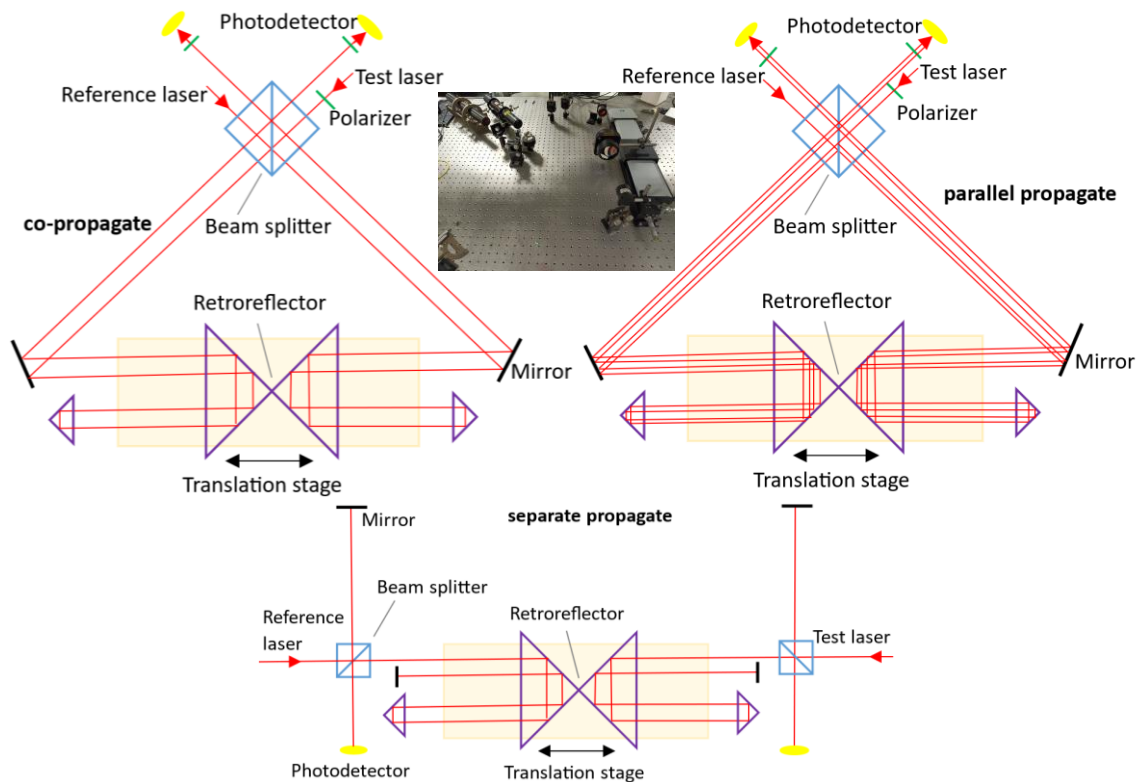 Photodetector
Reference laser
Test laser
Polarizer
co-propagate
Beam splitter
Retroreflector
Mirror
Translation stage
Photodetector
Reference laser
Test laser
Polarizer
parallel propagate
Beam splitter
Retroreflector
Mirror
Translation stage
separate propagate
Mirror
Beam splitter
Reference
laser
Retroreflector
Test laser
Photodetector
Translation stage